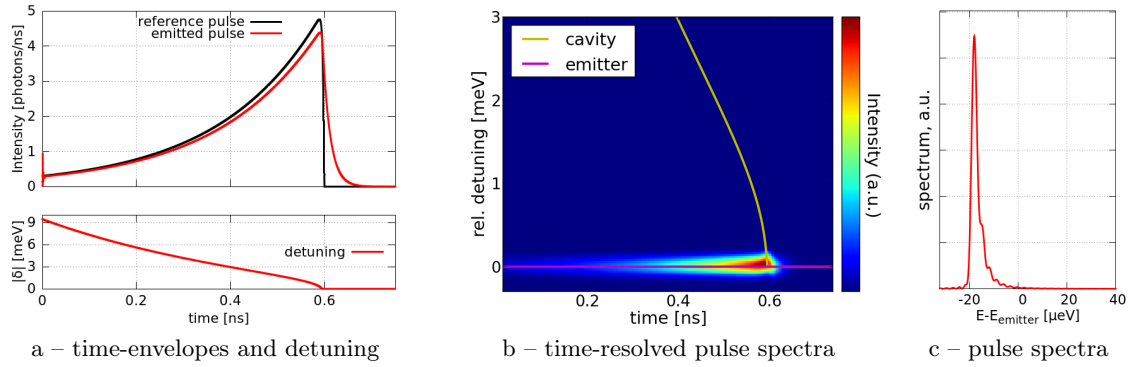 reference pulse
emitted pulse
Intensity [photons/ns]
5
4
3
2
1
0
detuning
|δ| [meV]
9
6
3
0
0 0.2 0.4 0.6
time [ns]
a – time-envelopes and detuning
cavity
emitter
rel. detuning [meV]
3
2
1
0
0.2 0.4 0.6
time [ns]
Intensity (a.u.)
b – time-resolved pulse spectra
spectrum, a.u.
-20 0 20 40
E-Eemitter [µeV]
c – pulse spectra